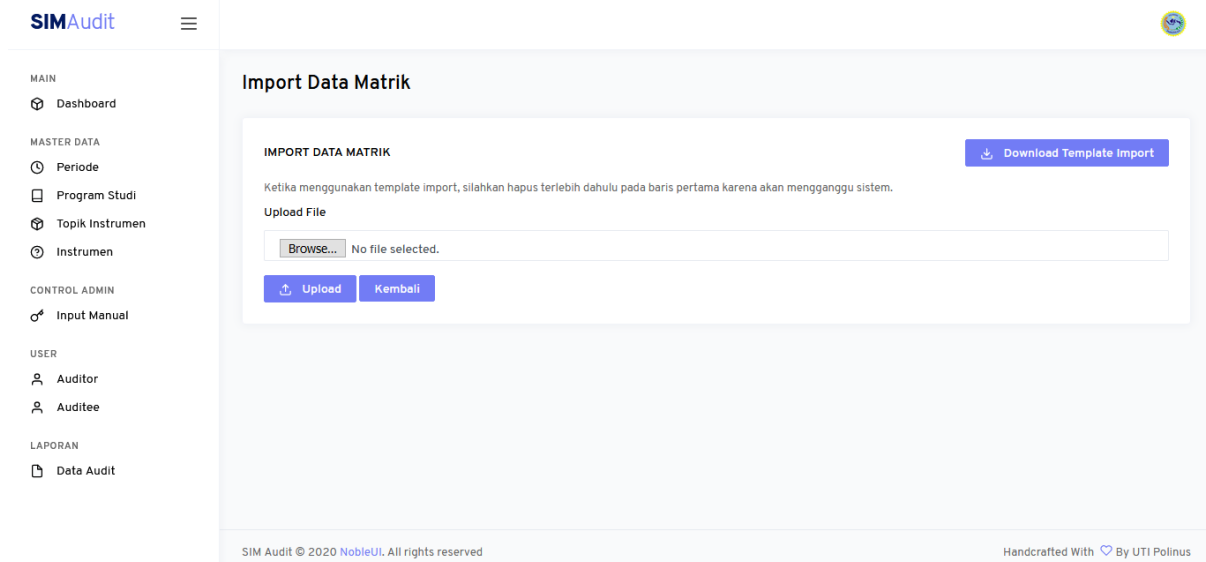 SIMAudit
MAIN
Dashboard
MASTER DATA
Periode
Program Studi
Topik Instrumen
Instrumen
CONTROL ADMIN
Input Manual
USER
Auditor
Auditee
LAPORAN
Data Audit
Import Data Matrik
IMPORT DATA MATRIK
Download Template Import
Ketika menggunakan template import, silahkan hapus terlebih dahulu pada baris pertama karena akan mengganggu sistem.
Upload File
Browse... No file selected.
Upload Kembali
SIM Audit © 2020 NobleUI. All rights reserved
Handcrafted With ♡ By UTI Polinus